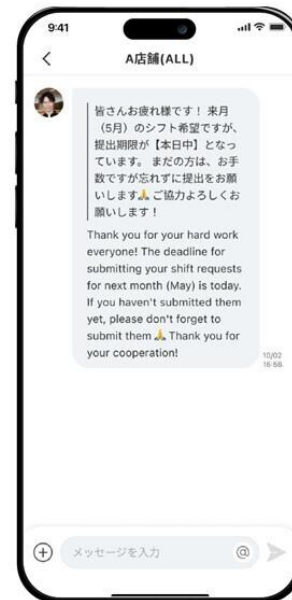 9:41
A店舗(ALL)
皆さんお疲れ様です！ 来月
（5月）のシフト希望ですが、
提出期限が【本日中】となっ
ています。 まだの方は、お手
数ですが忘れずに提出をお願
いします🙏 ご協力よろしくお
願いします！
Thank you for your hard work
everyone! The deadline for
submitting your shift requests
for next month (May) is today.
If you haven't submitted them
yet, please don't forget to
submit them 🙏 Thank you for
your cooperation!
10/02
16:58
メッセージを入力